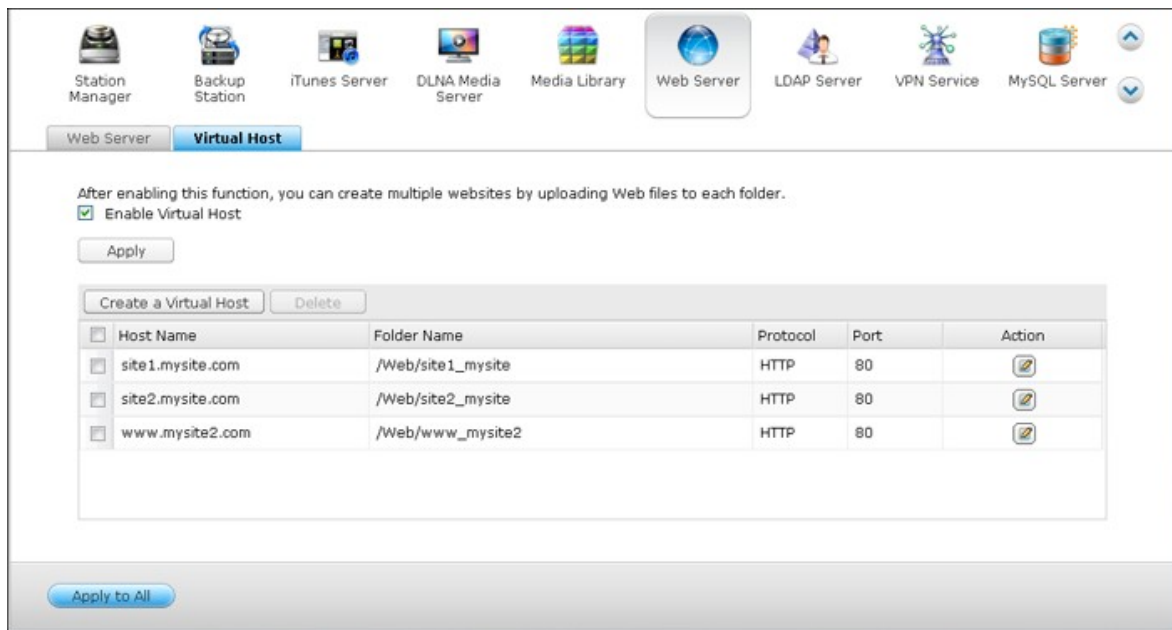 Station Manager
Backup Station
iTunes Server
DLNA Media Server
Media Library
Web Server
LDAP Server
VPN Service
MySQL Server
Web Server
Virtual Host
After enabling this function, you can create multiple websites by uploading Web files to each folder.
Enable Virtual Host
Apply
Create a Virtual Host Delete
Host Name Folder Name Protocol Port Action
site1.mysite.com /Web/site1_mysite HTTP 80
site2.mysite.com /Web/site2_mysite HTTP 80
www.mysite2.com /Web/www_mysite2 HTTP 80
Apply to All